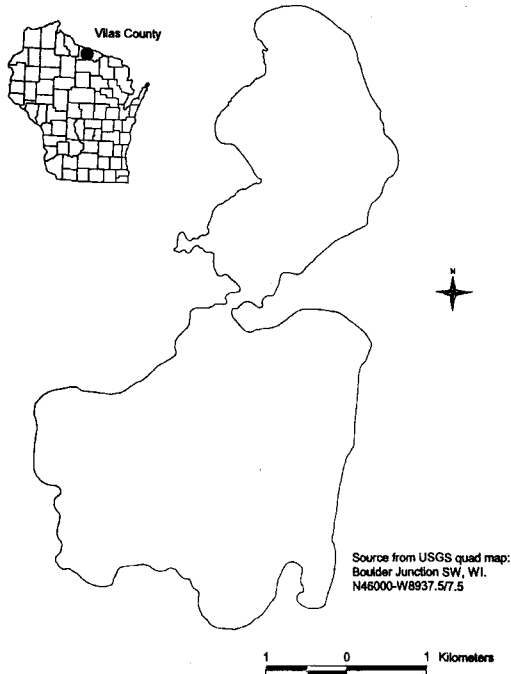 Vilas County
N
Source from USGS quad map:
Boulder Junction SW, WI.
N46000-W8937.5/7.5
1 0 1 Kilometers